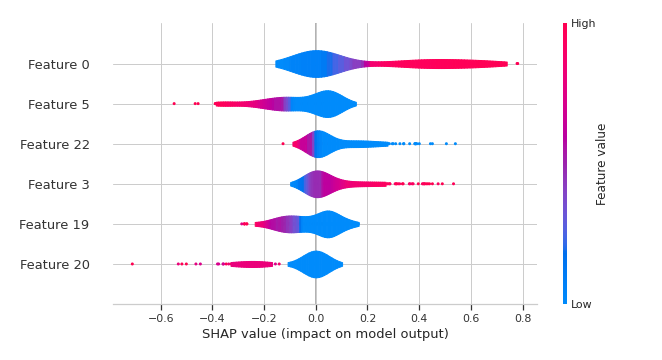 High
Feature 0
Feature 5
Feature 22
Feature 3
Feature 19
Feature 20
Feature value
Low
−0.6 −0.4 −0.2 0.0 0.2 0.4 0.6 0.8
SHAP value (impact on model output)